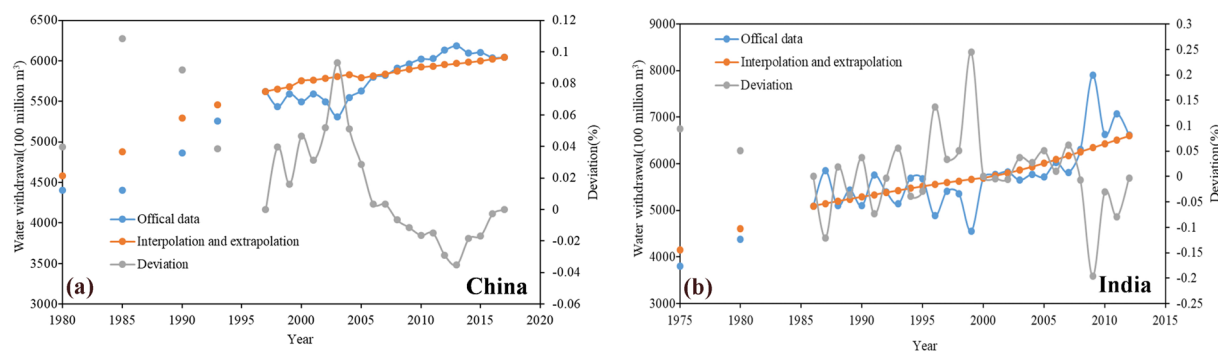 6500
6000
5500
5000
4500
4000
3500
3000
Water withdrawal(100 million m³)
0.12
0.1
0.08
0.06
0.04
0.02
0
-0.02
-0.04
-0.06
Deviation(%)
Offical data
Interpolation and extrapolation
Deviation
(a)
China
1980 1985 1990 1995 2000 2005 2010 2015 2020
Year
9000
8000
7000
6000
5000
4000
3000
Water withdrawal(100 million m³)
0.3
0.25
0.2
0.15
0.1
0.05
0
-0.05
-0.1
-0.15
-0.2
-0.25
Deviation(%)
Offical data
Interpolation and extrapolation
Deviation
(b)
India
1975 1980 1985 1990 1995 2000 2005 2010 2015
Year